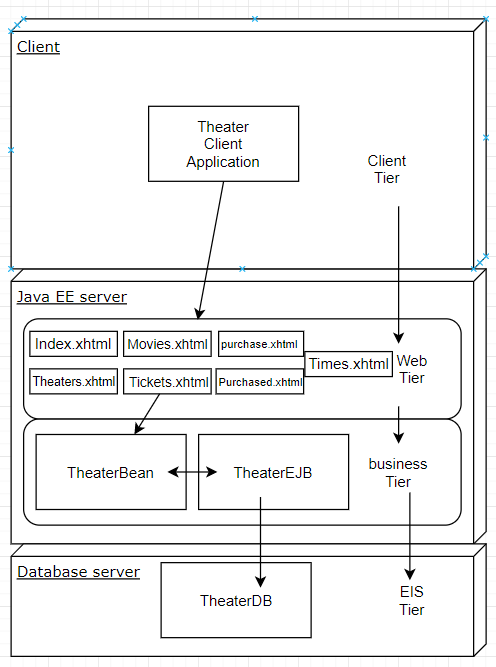 Client
Theater
Client
Application
Client
Tier
Java EE server
Index.xhtml
Movies.xhtml
purchase.xhtml
Times.xhtml
Web
Tier
Theaters.xhtml
Tickets.xhtml
Purchased.xhtml
TheaterBean
TheaterEJB
business
Tier
Database server
TheaterDB
EIS
Tier